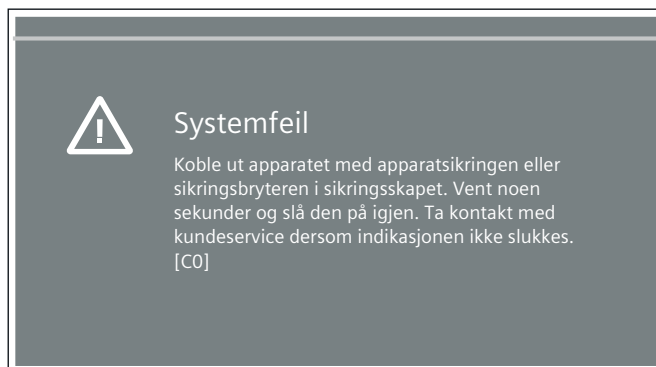 Systemfeil
Koble ut apparatet med apparatsikringen eller
sikringsbryteren i sikringsskapet. Vent noen
sekunder og slå den på igjen. Ta kontakt med
kundeservice dersom indikasjonen ikke slukkes.
[C0]